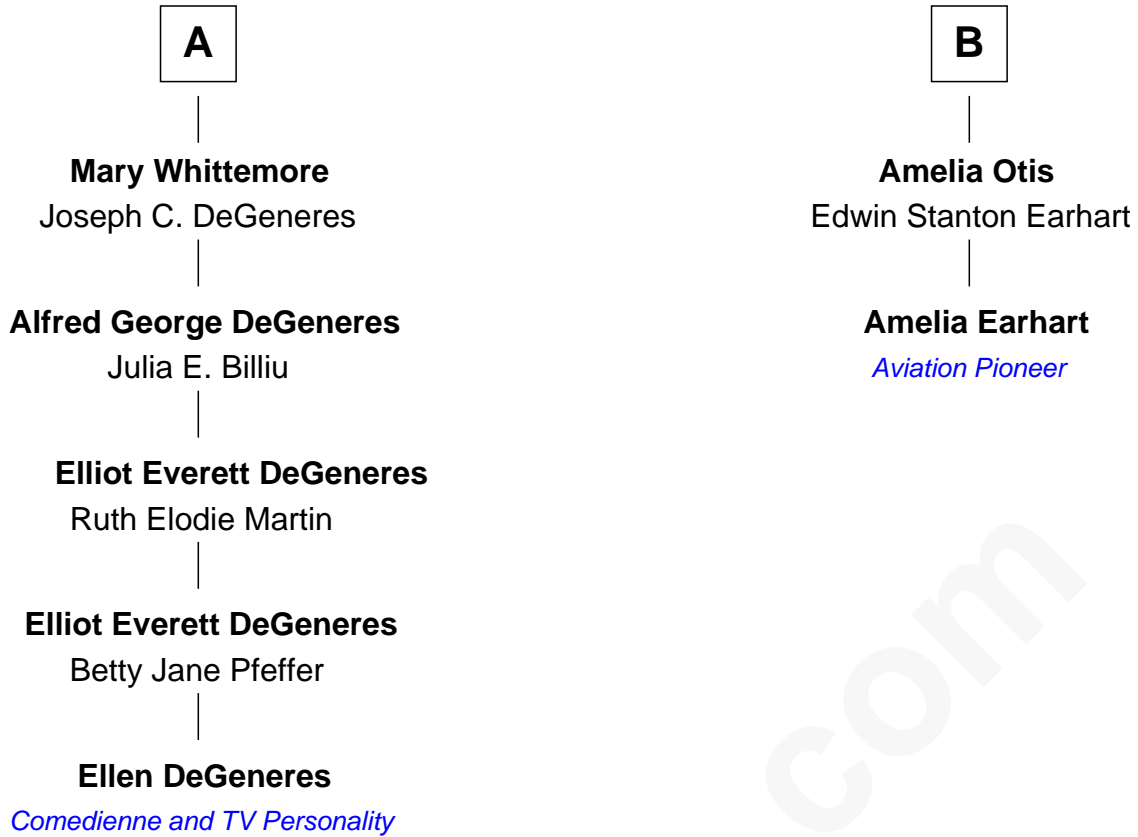 A
Mary Whittemore
Joseph C. DeGeneres
Alfred George DeGeneres
Julia E. Billiu
Elliot Everett DeGeneres
Ruth Elodie Martin
Elliot Everett DeGeneres
Betty Jane Pfeffer
Ellen DeGeneres
Comedienne and TV Personality
B
Amelia Otis
Edwin Stanton Earhart
Amelia Earhart
Aviation Pioneer
com